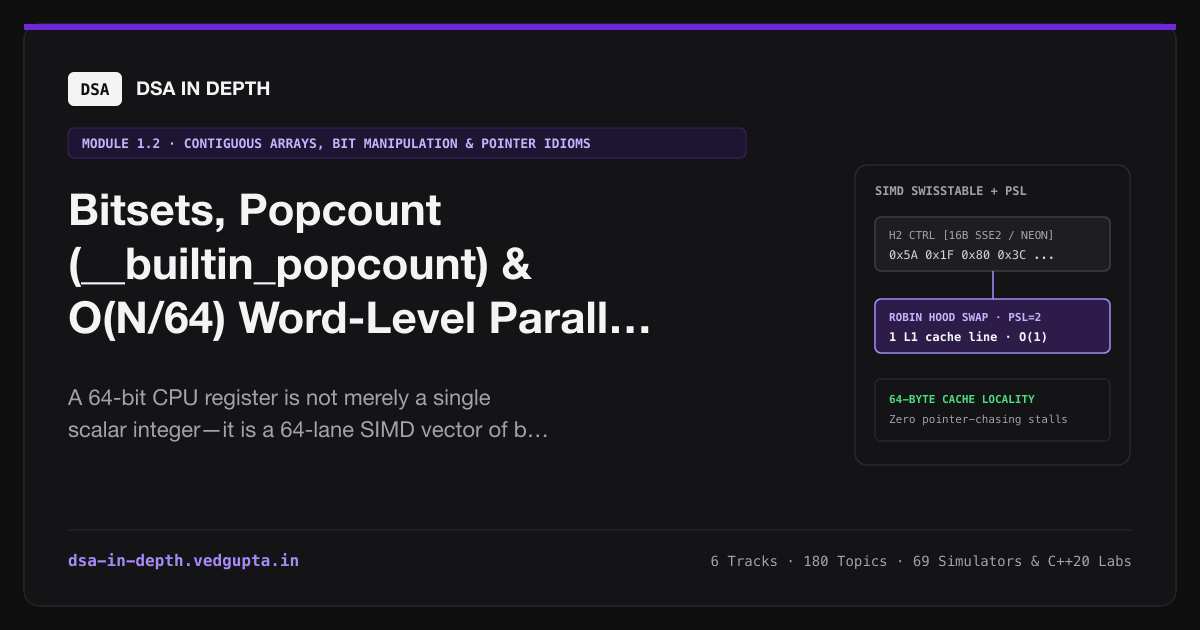 DSA
DSA IN DEPTH
MODULE 1.2 · CONTIGUOUS ARRAYS, BIT MANIPULATION & POINTER IDIOMS
Bitsets, Popcount
(__builtin_popcount) &
O(N/64) Word-Level Parall…
A 64-bit CPU register is not merely a single
scalar integer—it is a 64-lane SIMD vector of b…
SIMD SWISSTABLE + PSL
H2 CTRL [16B SSE2 / NEON]
0x5A 0x1F 0x80 0x3C ...
ROBIN HOOD SWAP · PSL=2
1 L1 cache line · O(1)
64-BYTE CACHE LOCALITY
Zero pointer-chasing stalls
dsa-in-depth.vedgupta.in
6 Tracks · 180 Topics · 69 Simulators & C++20 Labs